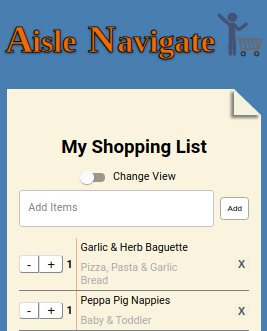 Aisle Navigate
My Shopping List
Change View
Add Items
Add
- + 1 Garlic & Herb Baguette X
Pizza, Pasta & Garlic
Bread
- + 1 Peppa Pig Nappies X
Baby & Toddler